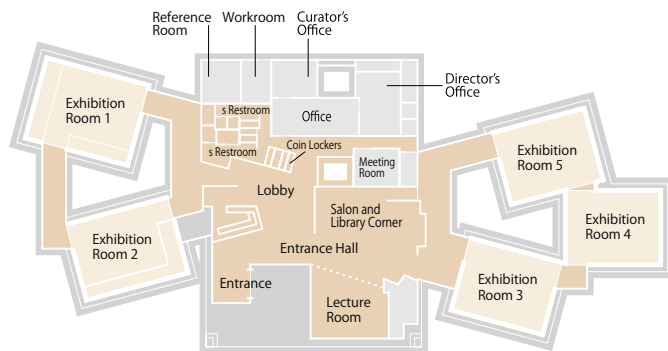 Reference
Room
Workroom
Curator's
Office
Director's
Office
Exhibition
Room 1
s Restroom
Office
s Restroom
Coin Lockers
Meeting
Room
Exhibition
Room 5
Lobby
Salon and
Library Corner
Exhibition
Room 4
Exhibition
Room 2
Entrance Hall
Entrance
Exhibition
Room 3
Lecture
Room